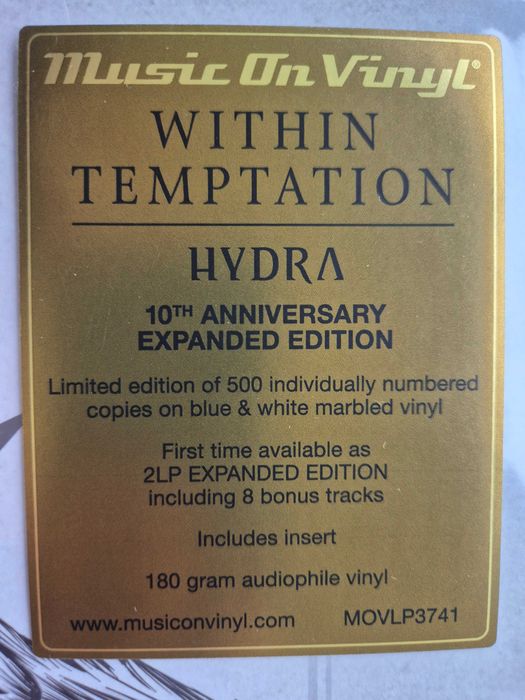 Music On Vinyl®
WITHIN
TEMPTATION
HYDRA
10TH ANNIVERSARY
EXPANDED EDITION
Limited edition of 500 individually numbered
copies on blue & white marbled vinyl
First time available as
2LP EXPANDED EDITION
including 8 bonus tracks
Includes insert
180 gram audiophile vinyl
www.musiconvinyl.com MOVLP3741